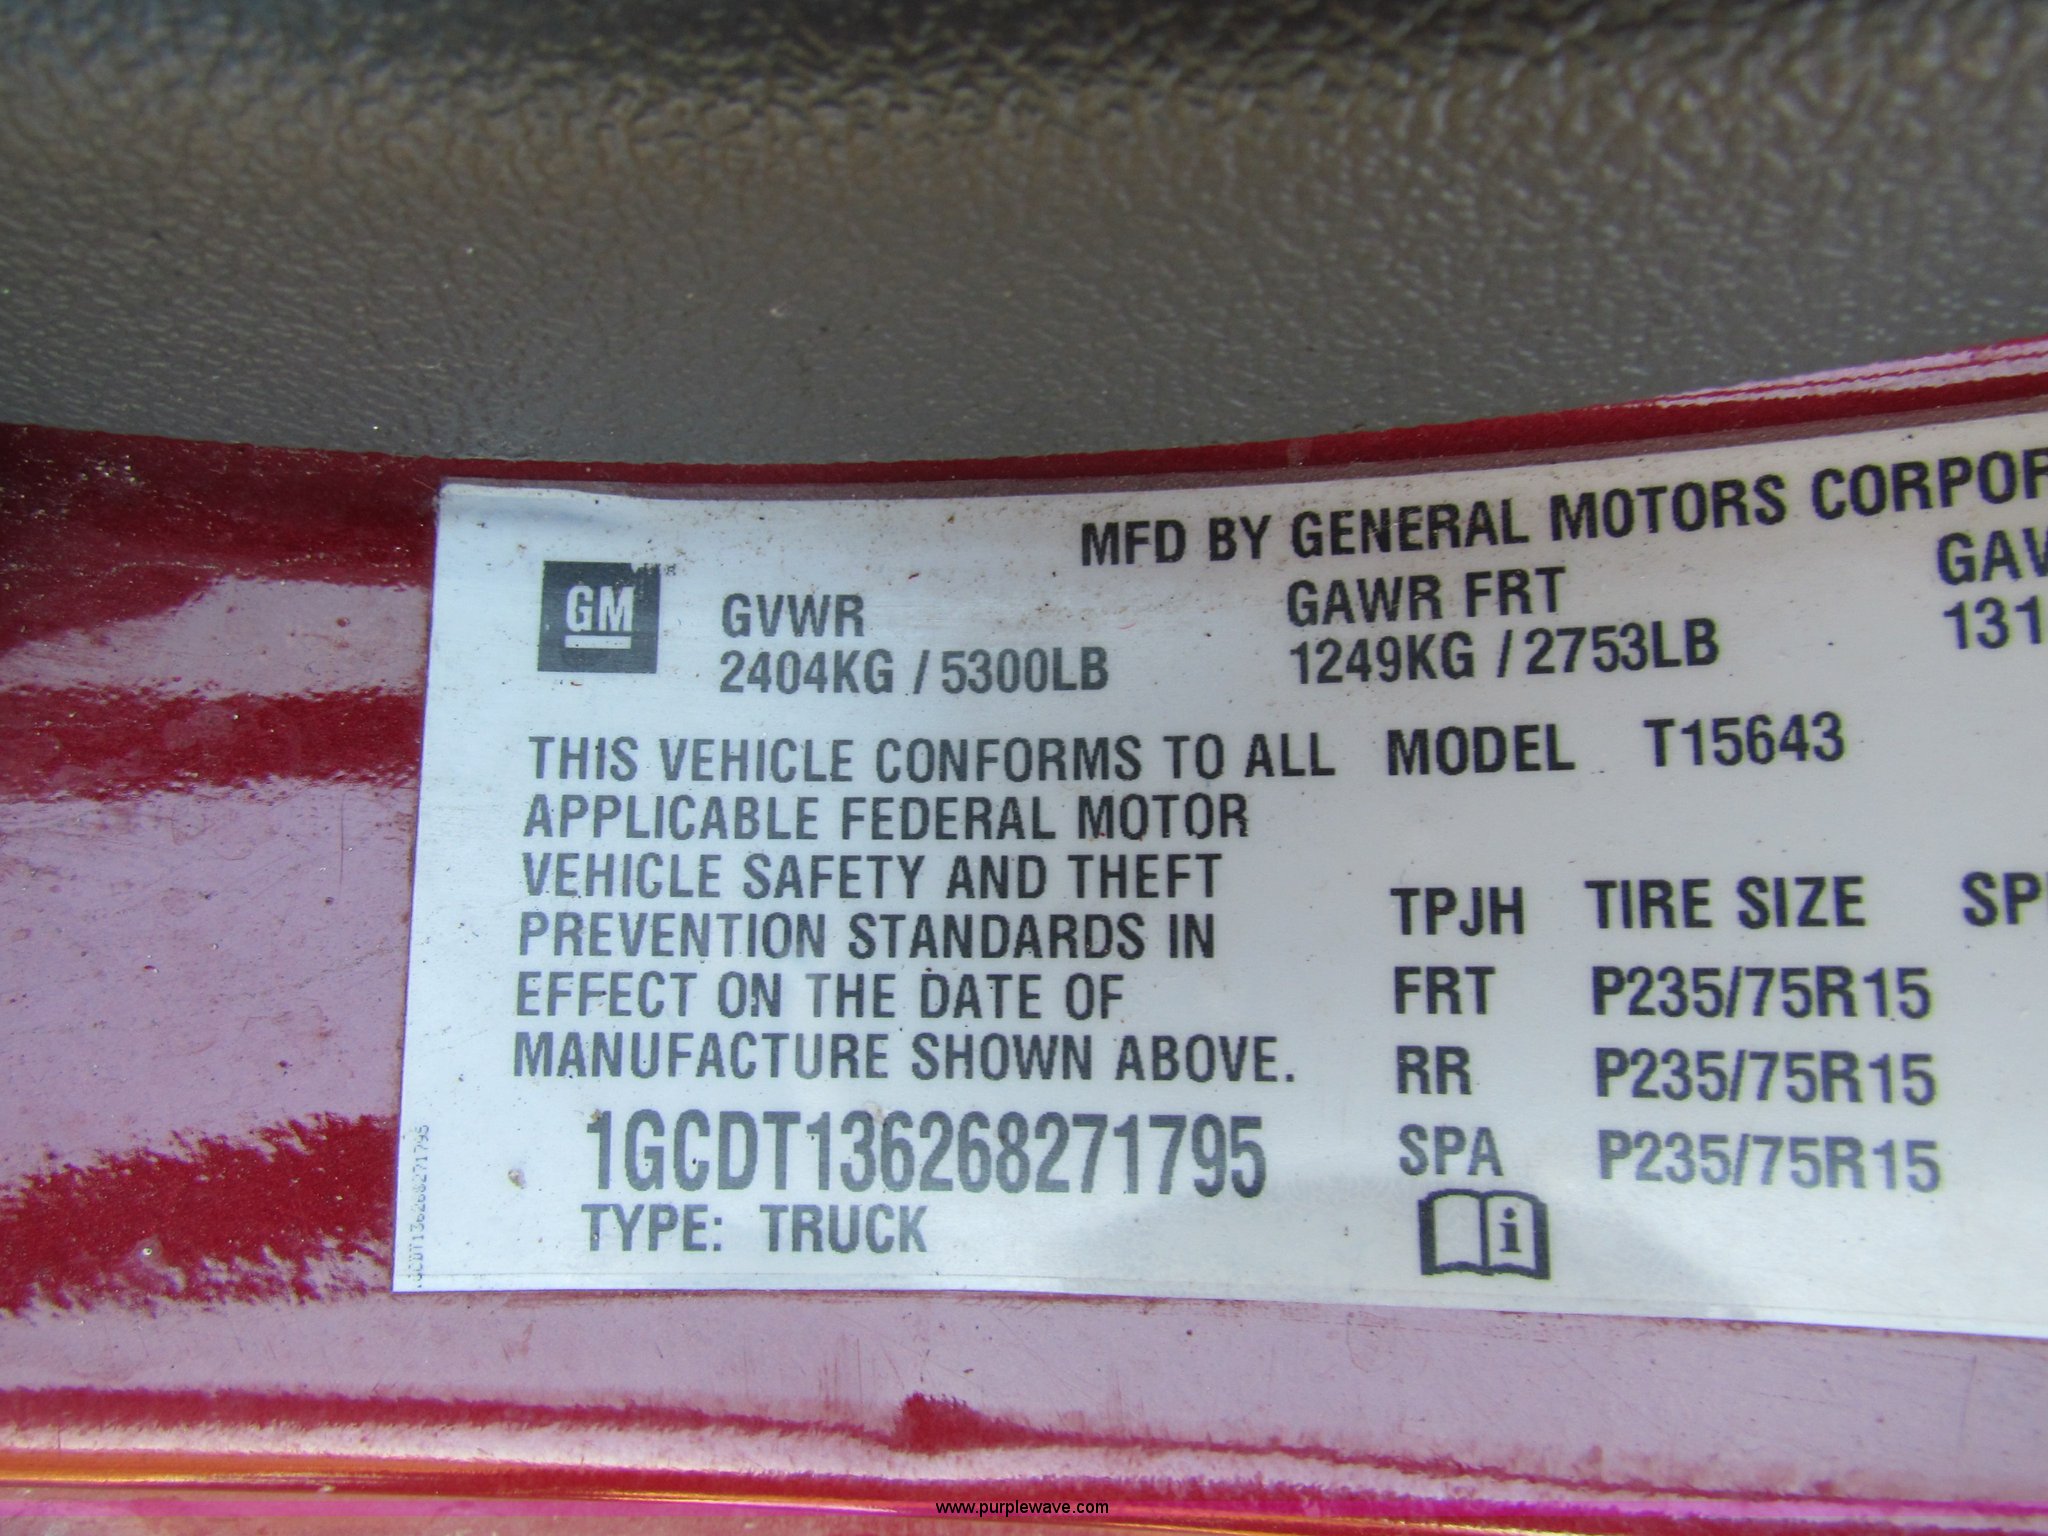 MFD BY GENERAL MOTORS CORPOR
GM
GVWR GAWR FRT GAW
2404KG / 5300LB 1249KG / 2753LB 131
THIS VEHICLE CONFORMS TO ALL MODEL T15643
APPLICABLE FEDERAL MOTOR
VEHICLE SAFETY AND THEFT
TPJH TIRE SIZE SP
PREVENTION STANDARDS IN
EFFECT ON THE DATE OF
FRT P235/75R15
MANUFACTURE SHOWN ABOVE.
RR P235/75R15
1GCDT136268271795
SPA P235/75R15
TYPE: TRUCK
i
1GCDT136268271795
www.purplewave.com